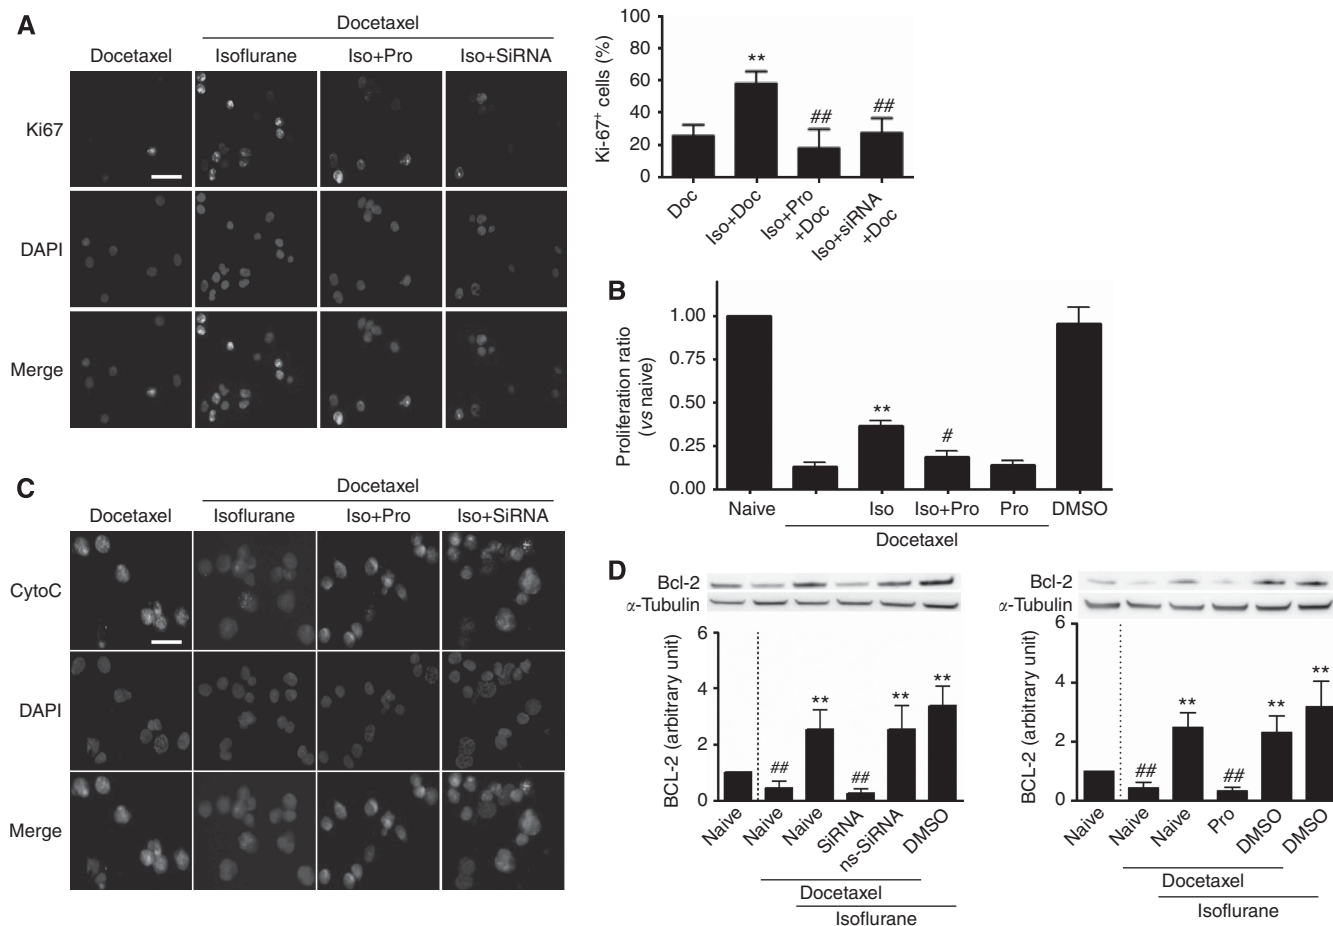 A
Docetaxel
Docetaxel
Isoflurane
Iso+Pro
Iso+SiRNA
Ki67
DAPI
Merge
Ki-67+ cells (%)
100
80
60
40
20
0
**
##
##
Doc
Iso+Doc
Iso+Pro
+Doc
Iso+siRNA
+Doc
B
Proliferation ratio
(vs naive)
1.00
0.75
0.50
0.25
0.00
**
#
Naive
Iso
Iso+Pro
Pro
DMSO
Docetaxel
C
Docetaxel
Docetaxel
Isoflurane
Iso+Pro
Iso+SiRNA
CytoC
DAPI
Merge
D
Bcl-2
α-Tubulin
BCL-2 (arbitrary unit)
6
4
2
0
##
**
##
**
**
Naive
Naive
Naive
SiRNA
ns-SiRNA
DMSO
Docetaxel
Isoflurane
Bcl-2
α-Tubulin
BCL-2 (arbitrary unit)
6
4
2
0
##
**
##
**
**
Naive
Naive
Naive
Pro
DMSO
DMSO
Docetaxel
Isoflurane